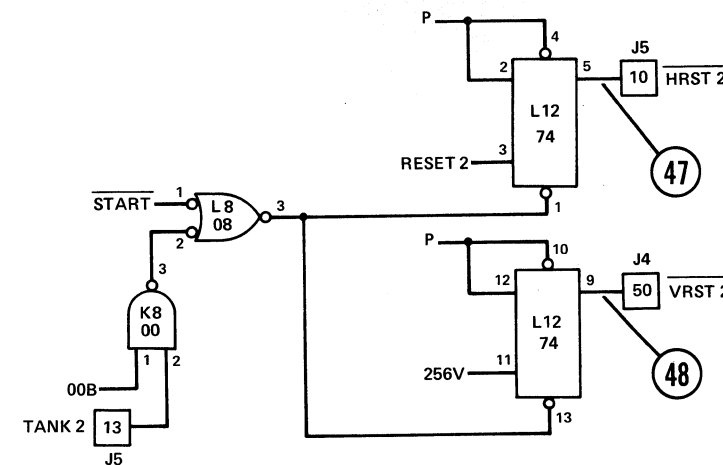 P
4
J5
2
5
10
HRST 2
L12
74
RESET 2
3
47
1
START
1
L8
08
3
2
P
10
J4
12
9
50
VRST 2
3
K8
00
L12
74
1
2
256V
11
48
00B
13
TANK 2
13
J5